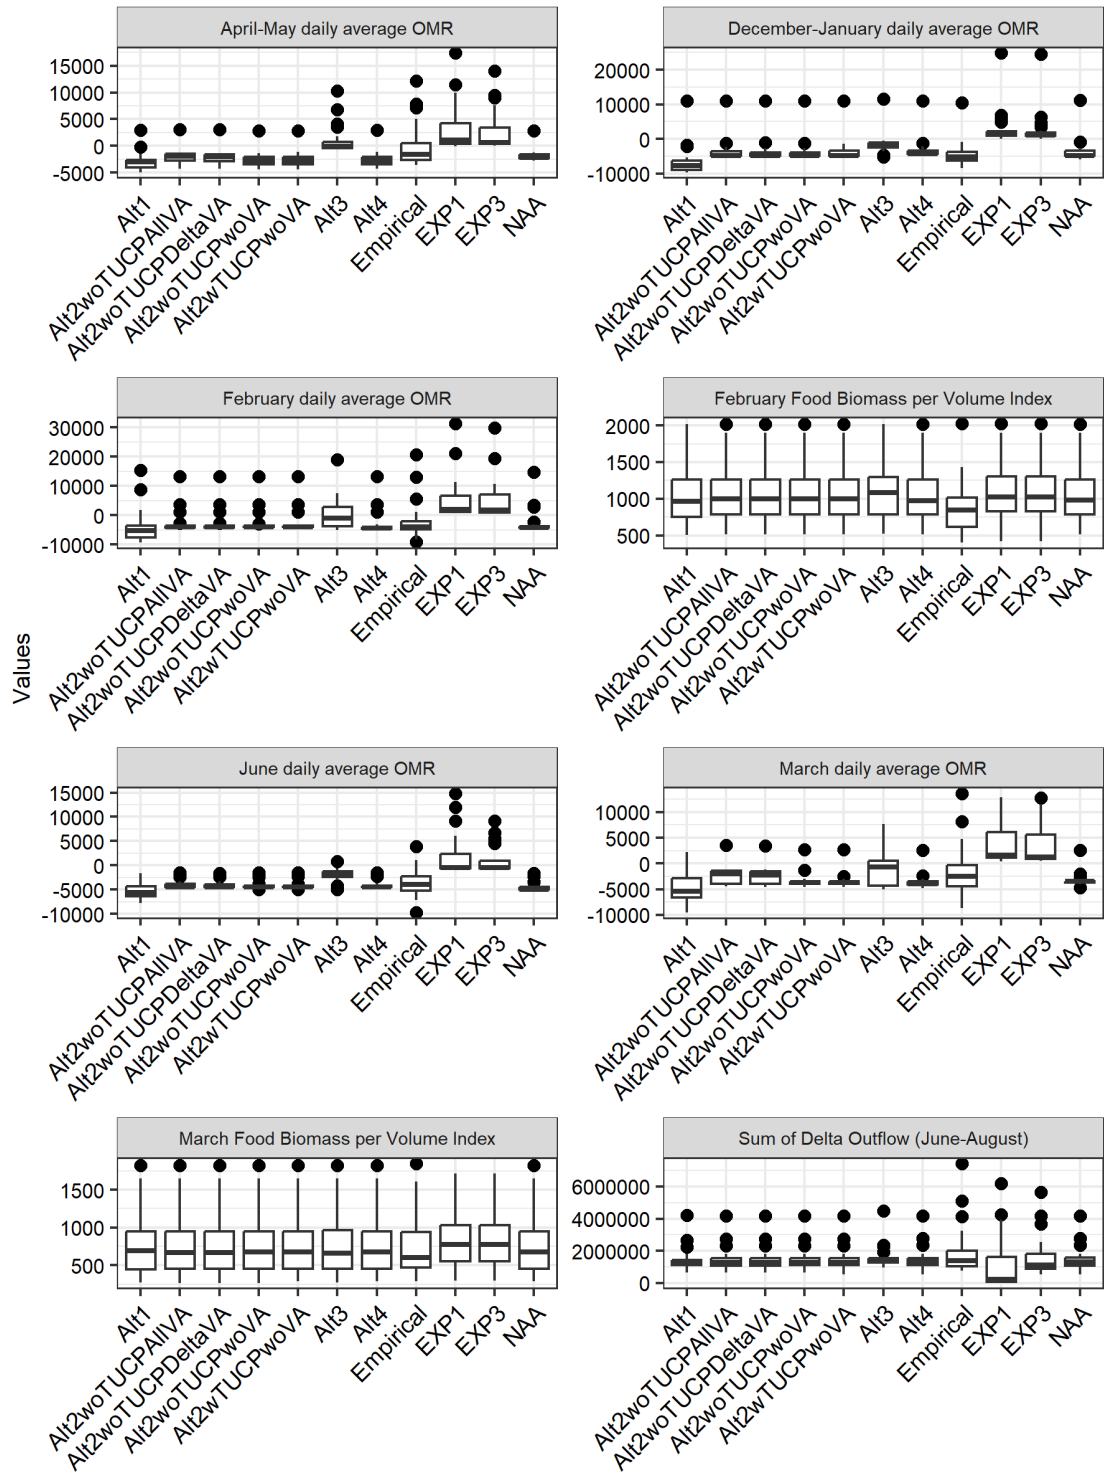 April-May daily average OMR
15000
10000
5000
0
-5000
Alt1
Alt2woTUCPAllVA
Alt2woTUCPDeltaVA
Alt2woTUCPwoVA
Alt2wTUCPwoVA
Alt3
Alt4
Empirical
EXP1
EXP3
NAA
December-January daily average OMR
20000
10000
0
-10000
Alt1
Alt2woTUCPAllVA
Alt2woTUCPDeltaVA
Alt2woTUCPwoVA
Alt2wTUCPwoVA
Alt3
Alt4
Empirical
EXP1
EXP3
NAA
February daily average OMR
30000
20000
10000
0
-10000
Alt1
Alt2woTUCPAllVA
Alt2woTUCPDeltaVA
Alt2woTUCPwoVA
Alt2wTUCPwoVA
Alt3
Alt4
Empirical
EXP1
EXP3
NAA
February Food Biomass per Volume Index
2000
1500
1000
500
Alt1
Alt2woTUCPAllVA
Alt2woTUCPDeltaVA
Alt2woTUCPwoVA
Alt2wTUCPwoVA
Alt3
Alt4
Empirical
EXP1
EXP3
NAA
Values
June daily average OMR
15000
10000
5000
0
-5000
-10000
Alt1
Alt2woTUCPAllVA
Alt2woTUCPDeltaVA
Alt2woTUCPwoVA
Alt2wTUCPwoVA
Alt3
Alt4
Empirical
EXP1
EXP3
NAA
March daily average OMR
10000
5000
0
-5000
-10000
Alt1
Alt2woTUCPAllVA
Alt2woTUCPDeltaVA
Alt2woTUCPwoVA
Alt2wTUCPwoVA
Alt3
Alt4
Empirical
EXP1
EXP3
NAA
March Food Biomass per Volume Index
1500
1000
500
Alt1
Alt2woTUCPAllVA
Alt2woTUCPDeltaVA
Alt2woTUCPwoVA
Alt2wTUCPwoVA
Alt3
Alt4
Empirical
EXP1
EXP3
NAA
Sum of Delta Outflow (June-August)
6000000
4000000
2000000
0
Alt1
Alt2woTUCPAllVA
Alt2woTUCPDeltaVA
Alt2woTUCPwoVA
Alt2wTUCPwoVA
Alt3
Alt4
Empirical
EXP1
EXP3
NAA